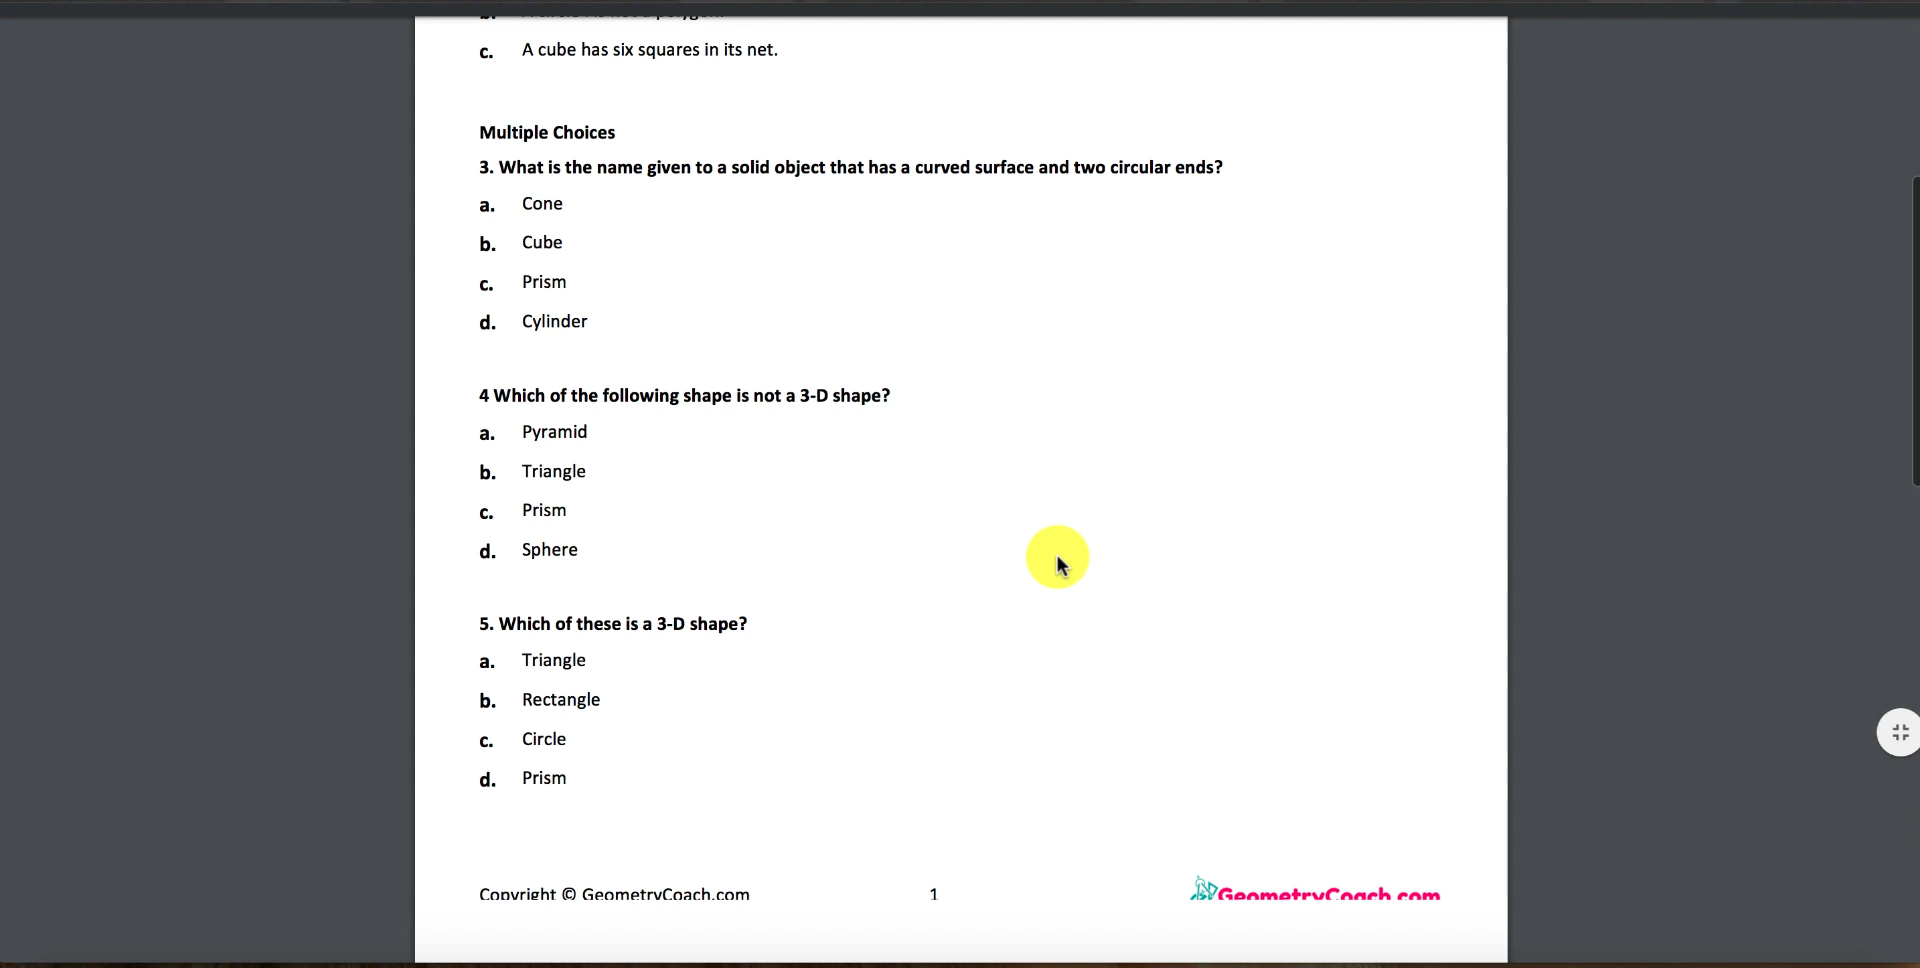 c. A cube has six squares in its net.
Multiple Choices
3. What is the name given to a solid object that has a curved surface and two circular ends?
a. Cone
b. Cube
c. Prism
d. Cylinder
4 Which of the following shape is not a 3-D shape?
a. Pyramid
b. Triangle
c. Prism
d. Sphere
5. Which of these is a 3-D shape?
a. Triangle
b. Rectangle
c. Circle
d. Prism
Copyright © GeometryCoach.com 1 GeometryCoach.com